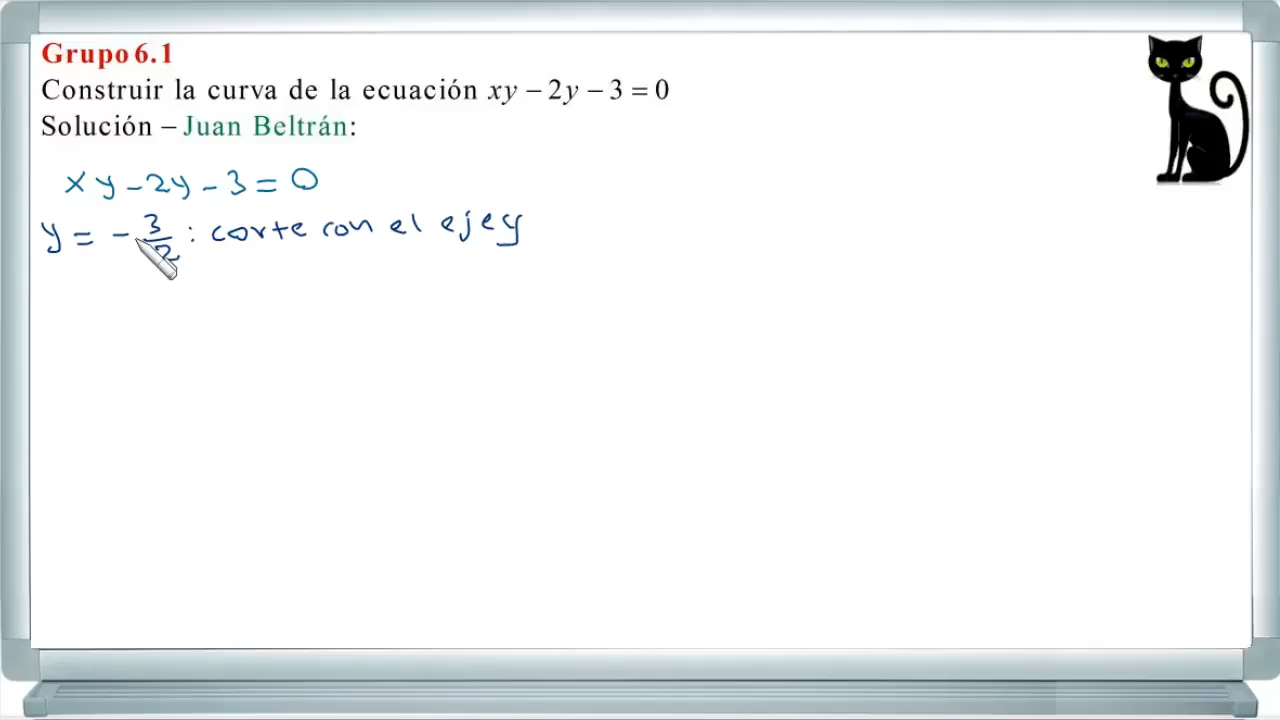 Grupo 6.1
Construir la curva de la ecuación xy − 2y − 3 = 0
Solución − Juan Beltrán:
xy - 2y - 3 = 0
y = - 3/2 : corte con el eje y